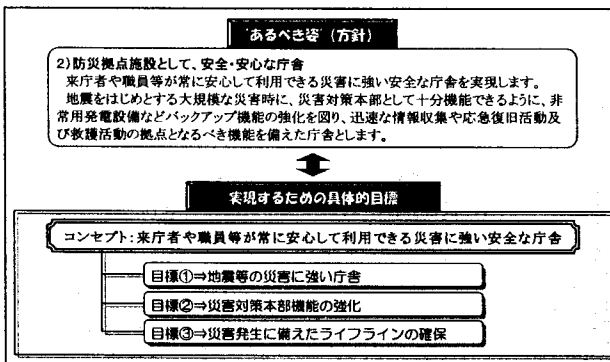 あるべき姿（方針）
2）防災拠点施設として、安全・安心な庁舎
来庁者や職員等が常に安心して利用できる災害に強い安全な庁舎を実現します。
地震をはじめとする大規模な災害時に、災害対策本部として十分機能できるように、非
常用発電設備などバックアップ機能の強化を図り、迅速な情報収集や応急復旧活動及
び救護活動の拠点となるべき機能を備えた庁舎とします。
実現するための具体的目標
コンセプト：来庁者や職員等が常に安心して利用できる災害に強い安全な庁舎
目標①⇒地震等の災害に強い庁舎
目標②⇒災害対策本部機能の強化
目標③⇒災害発生に備えたライフラインの確保